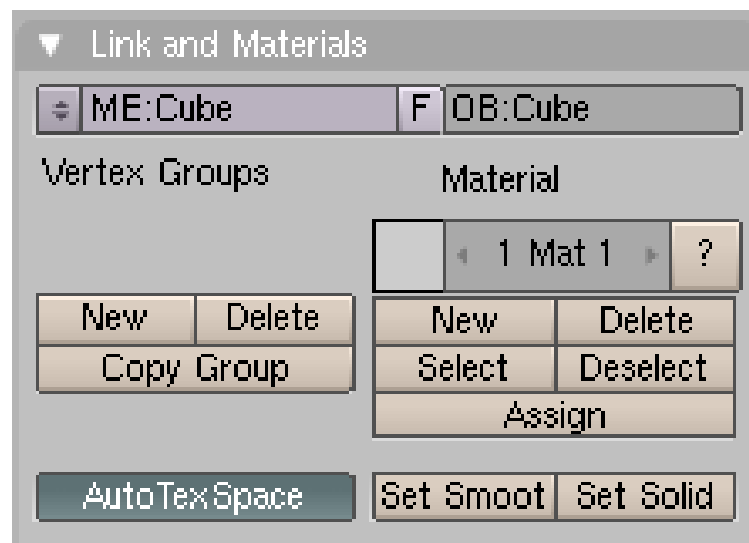 Link and Materials
ME:Cube F OB:Cube
Vertex Groups Material
1 Mat 1 ?
New Delete New Delete
Copy Group Select Deselect
Assign
AutoTexSpace Set Smoot Set Solid